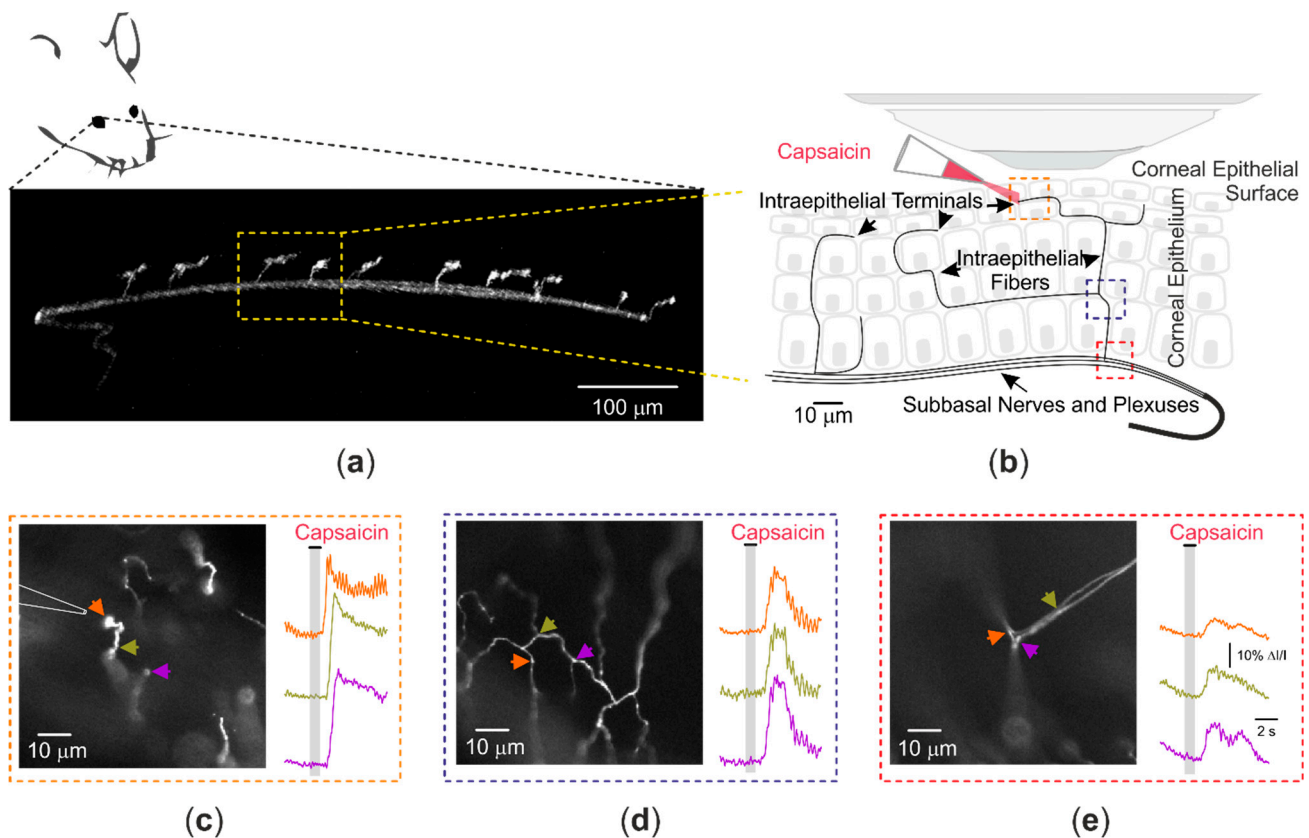 Capsaicin
Corneal Epithelial
Surface
Intraepithelial Terminals
Intraepithelial
Fibers
Corneal Epithelium
100 μm
10 μm
Subbasal Nerves and Plexuses
(a)
(b)
Capsaicin
10 μm
Capsaicin
10 μm
Capsaicin
10% ΔI/I
2 s
10 μm
(c)
(d)
(e)